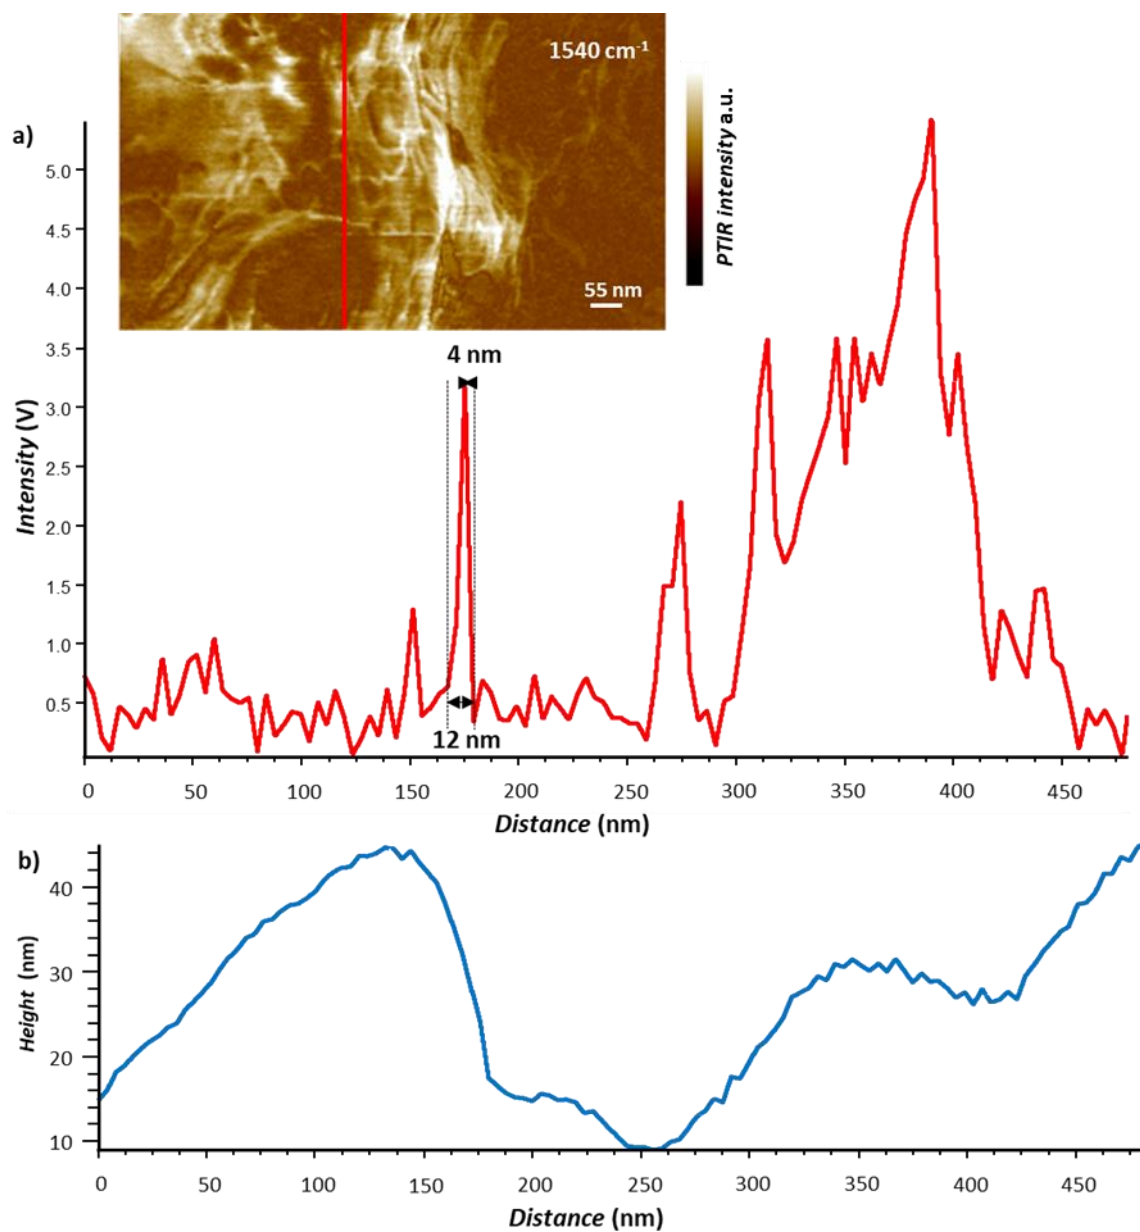 1540 cm⁻¹
PTIR intensity a.u.
55 nm
a)
5.0
4.5
4.0
3.5
3.0
2.5
2.0
1.5
1.0
0.5
Intensity (V)
4 nm
12 nm
0 50 100 150 200 250 300 350 400 450
Distance (nm)
b)
40
30
20
10
Height (nm)
0 50 100 150 200 250 300 350 400 450
Distance (nm)